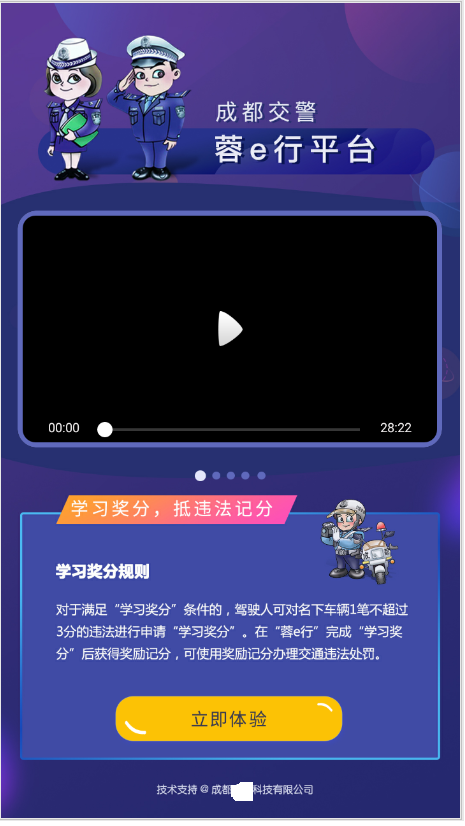 成都交警
蓉e行平台
00:00
28:22
学习奖分，抵违法记分
学习奖分规则
对于满足“学习奖分”条件的，驾驶人可对名下车辆1笔不超过
3分的违法进行申请“学习奖分”。在“蓉e行”完成“学习奖
分”后获得奖励记分，可使用奖励记分办理交通违法处罚。
立即体验
技术支持 @ 成都 科技有限公司